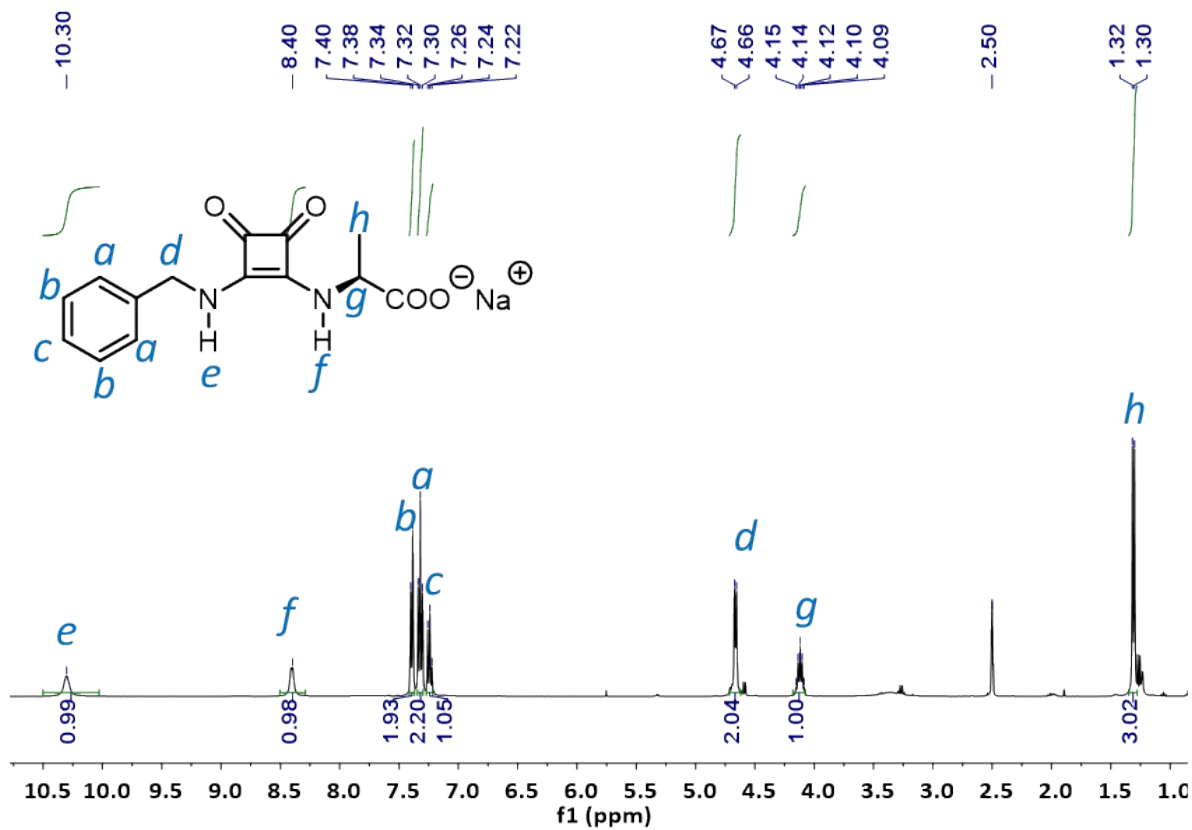 10.30 8.40 7.40 7.38 7.34 7.32 7.30 7.26 7.24 7.22 4.67 4.66 4.15 4.14 4.12 4.10 4.09 2.50 1.32 1.30
O O h
a d
b N N g COO⊖ Na⊕
c a H H
b e f
h
a
b
c d
e f g
0.99 0.98 1.93 2.20 1.05 2.04 1.00 3.02
10.5 10.0 9.5 9.0 8.5 8.0 7.5 7.0 6.5 6.0 5.5 5.0 4.5 4.0 3.5 3.0 2.5 2.0 1.5 1.0
f1 (ppm)